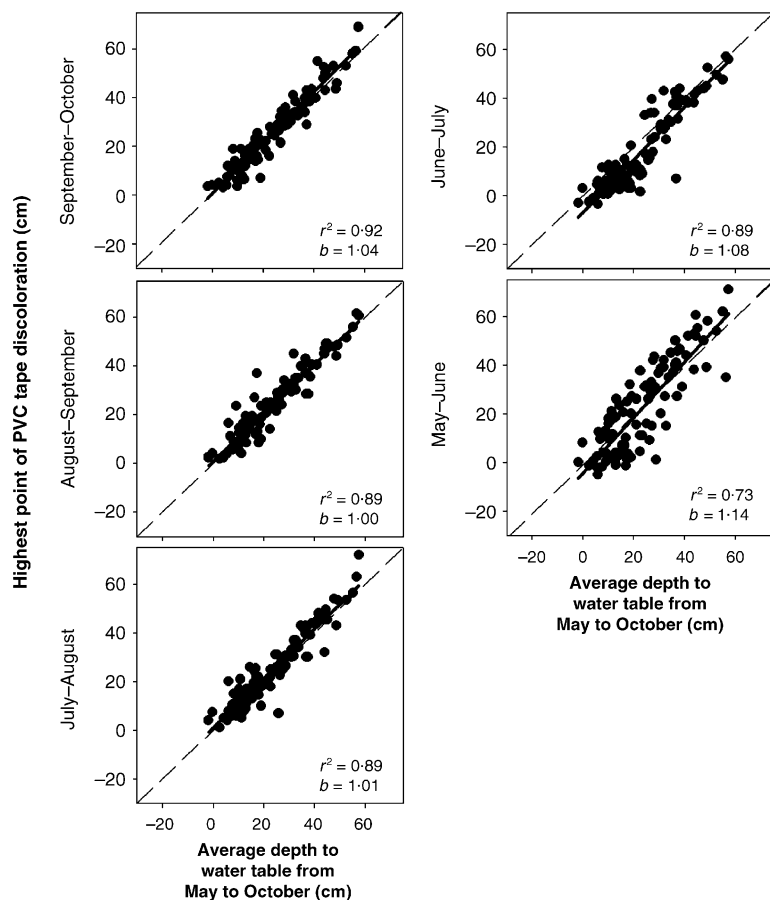 Highest point of PVC tape discoloration (cm)
September–October
60
40
20
0
–20
r² = 0·92
b = 1·04
August–September
60
40
20
0
–20
r² = 0·89
b = 1·00
July–August
60
40
20
0
–20
r² = 0·89
b = 1·01
–20 0 20 40 60
Average depth to
water table from
May to October (cm)
June–July
60
40
20
0
–20
r² = 0·89
b = 1·08
May–June
60
40
20
0
–20
r² = 0·73
b = 1·14
–20 0 20 40 60
Average depth to
water table from
May to October (cm)